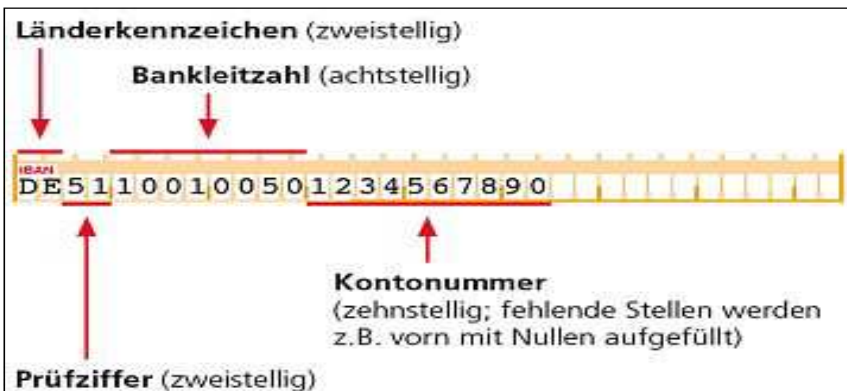 Länderkennzeichen (zweistellig)
Bankleitzahl (achtstellig)
IBAN
DE51100100501234567890
Kontonummer
(zehnstellig; fehlende Stellen werden
z.B. vorn mit Nullen aufgefüllt)
Prüfziffer (zweistellig)